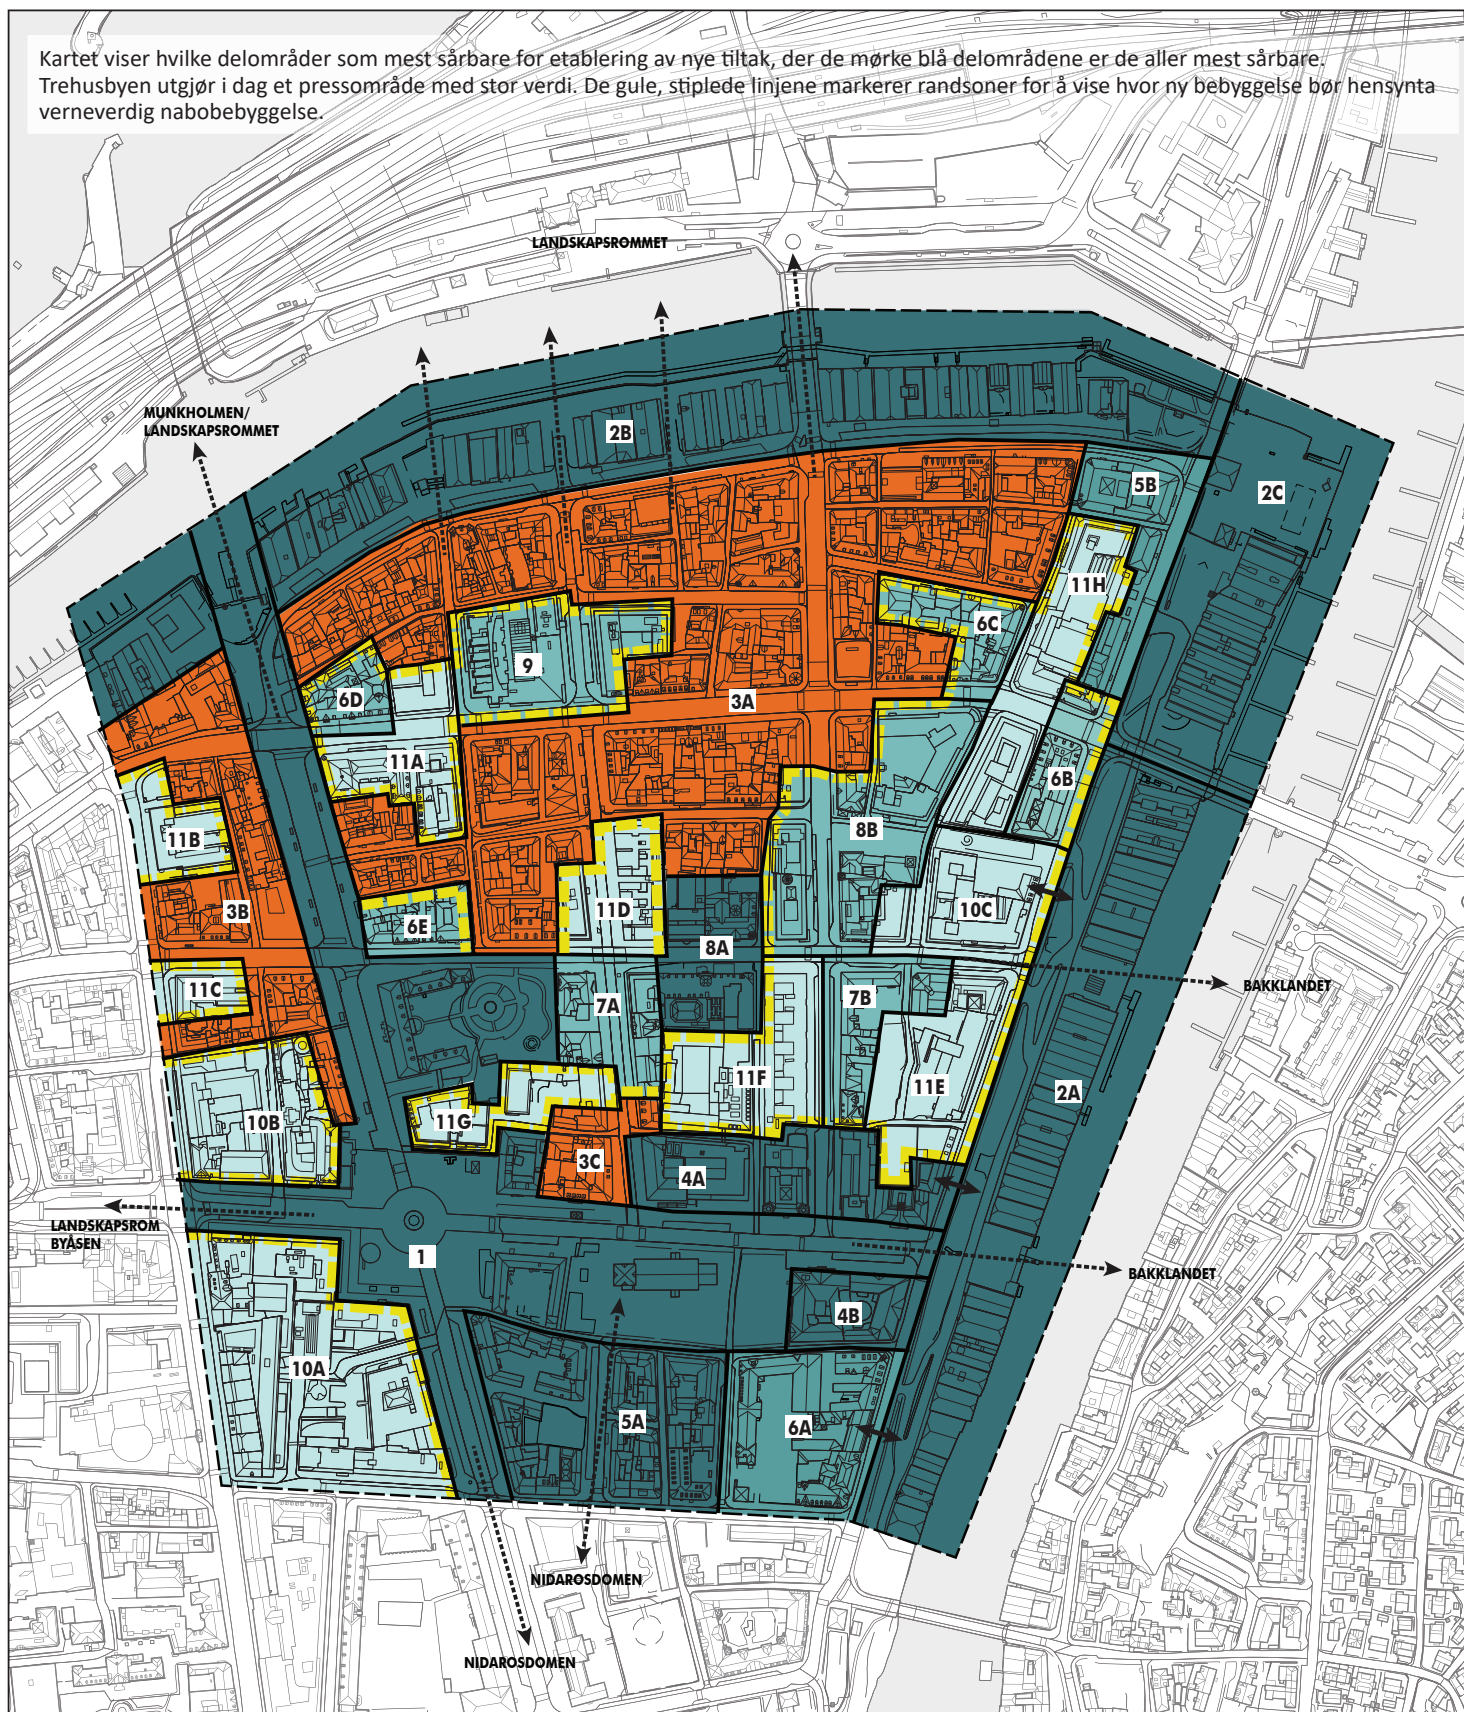 Kartet viser hvilke delområder som mest sårbare for etablering av nye tiltak, der de mørke blå delområdene er de aller mest sårbare.
Trehusbyen utgjør i dag et pressområde med stor verdi. De gule, stiplede linjene markerer randsoner for å vise hvor ny bebyggelse bør hensynta
verneverdig nabobebyggelse.
LANDSKAPSROMMET
MUNKHOLMEN/
LANDSKAPSROMMET
2B
5B
2C
11H
6C
9
6D
3A
11A
6B
11B
8B
3B
11D
10C
6E
8A
11C
BAKKLANDET
7A
7B
11F
11E
2A
11G
10B
3C
4A
LANDSKAPSROM
BYÅSEN
1
BAKKLANDET
4B
10A
5A
6A
NIDAROSDOMEN
NIDAROSDOMEN